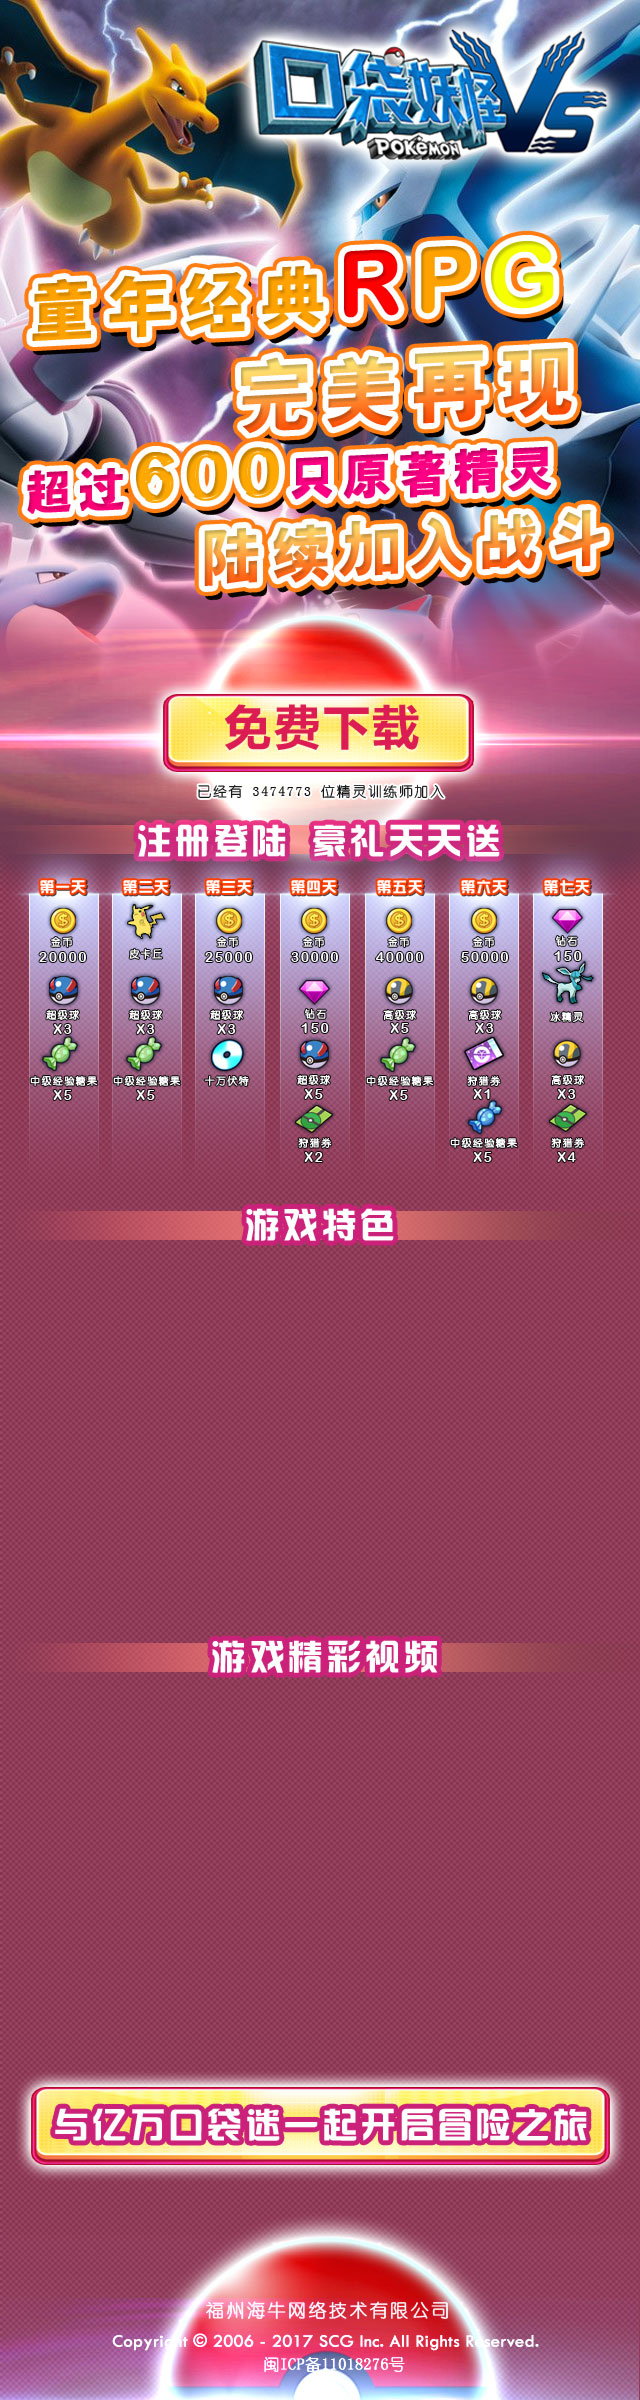 口袋妖怪VS
POKéMON
童年经典RPG
完美再现
超过600只原著精灵
陆续加入战斗
免费下载
已经有 3474773 位精灵训练师加入
注册登陆 豪礼天天送
第一天 第二天 第三天 第四天 第五天 第六天 第七天
金币 皮卡丘 金币 金币 金币 金币 钻石
20000 25000 30000 40000 50000 150
超级球 超级球 超级球 钻石 高级球 高级球 冰精灵
X3 X3 X3 150 X5 X3
中级经验糖果 中级经验糖果 十万伏特 超级球 中级经验糖果 狩猎券 高级球
X5 X5 X5 X5 X1 X3
狩猎券 中级经验糖果 狩猎券
X2 X5 X4
游戏特色
游戏精彩视频
与亿万口袋迷一起开启冒险之旅
福州海牛网络技术有限公司
Copyright © 2006 - 2017 SCG Inc. All Rights Reserved.
闽ICP备11018276号